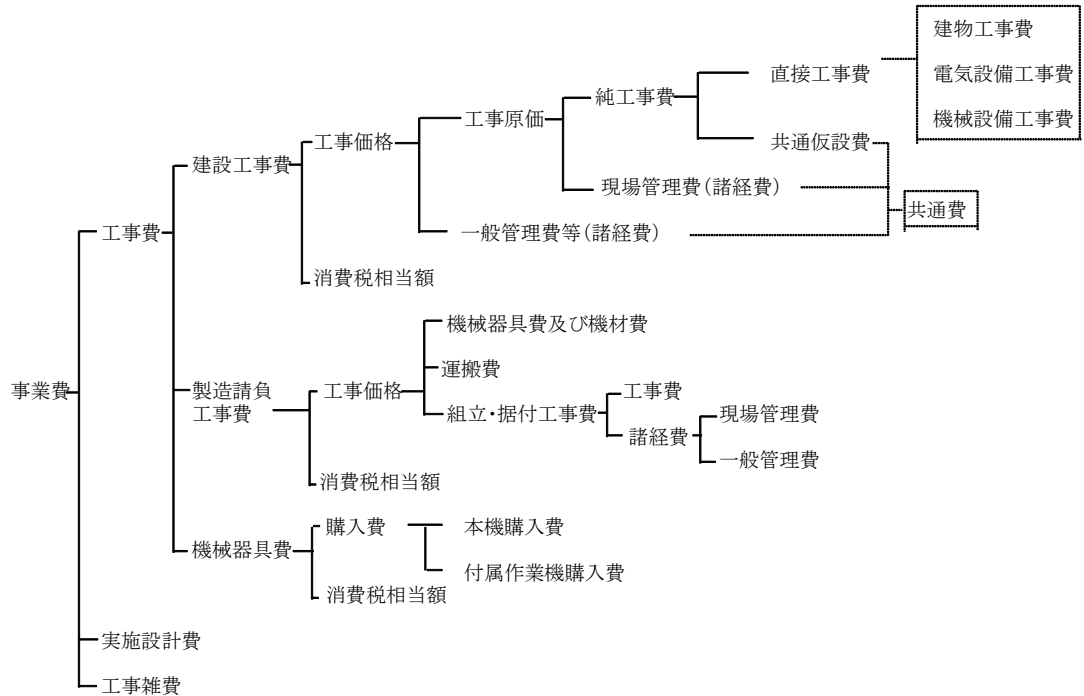 建物工事費
直接工事費
電気設備工事費
純工事費
機械設備工事費
工事原価
工事価格
共通仮設費
建設工事費
現場管理費(諸経費)
共通費
工事費
一般管理費等(諸経費)
消費税相当額
機械器具費及び機材費
運搬費
事業費
製造請負
工事費
工事価格
工事費
組立・据付工事費
現場管理費
諸経費
一般管理費
消費税相当額
購入費
本機購入費
機械器具費
付属作業機購入費
消費税相当額
実施設計費
工事雑費